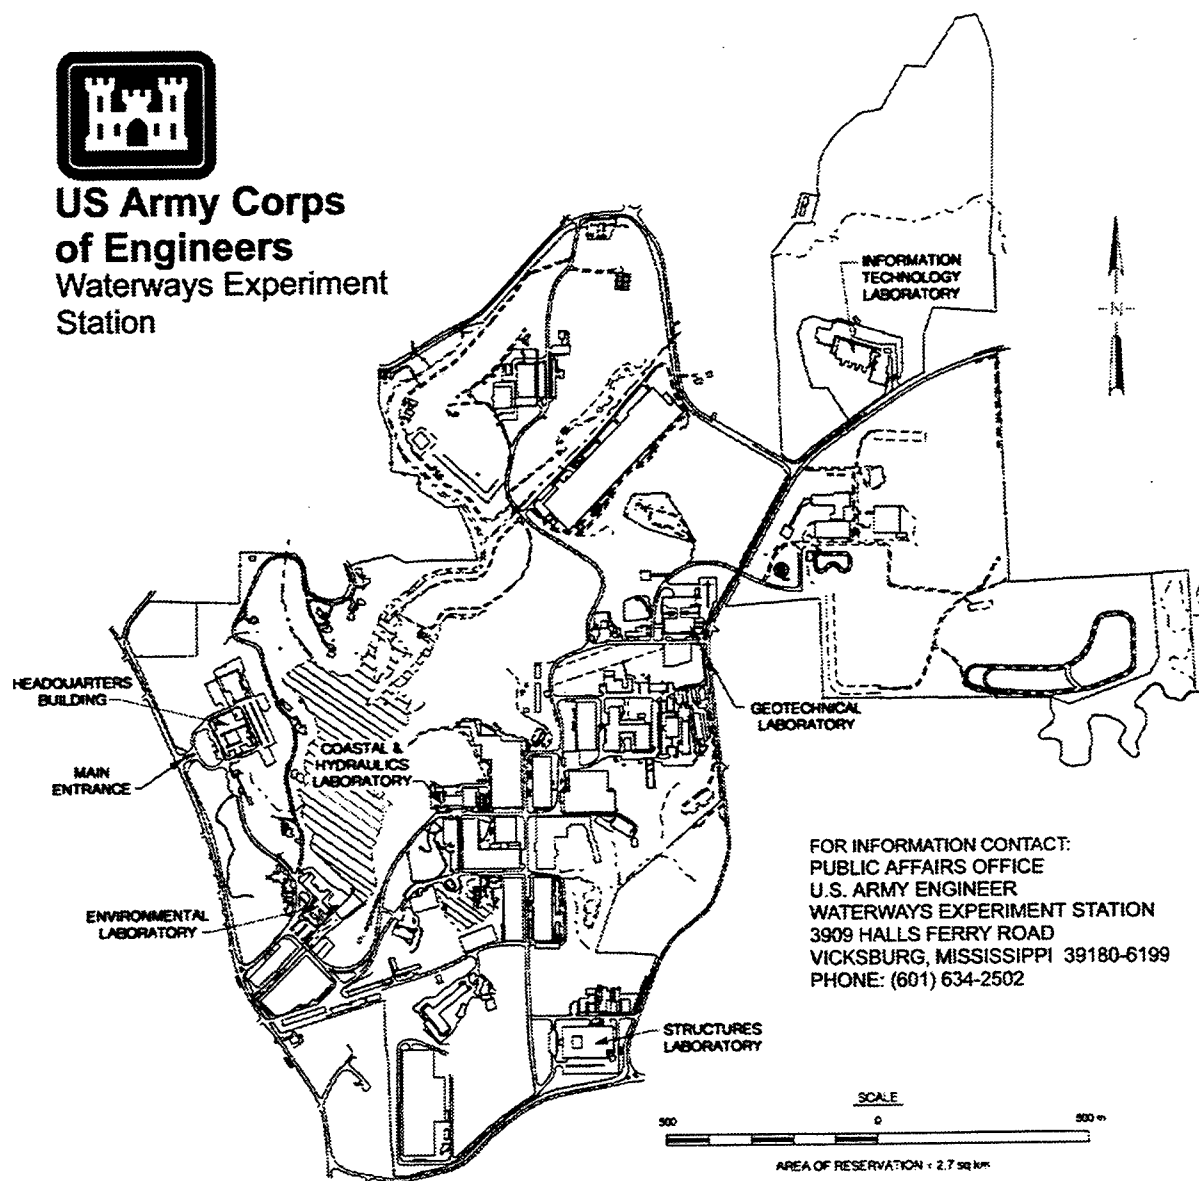 US Army Corps
of Engineers
Waterways Experiment
Station
INFORMATION
TECHNOLOGY
LABORATORY
N
HEADQUARTERS
BUILDING
MAIN
ENTRANCE
COASTAL &
HYDRAULICS
LABORATORY
GEOTECHNICAL
LABORATORY
ENVIRONMENTAL
LABORATORY
FOR INFORMATION CONTACT:
PUBLIC AFFAIRS OFFICE
U.S. ARMY ENGINEER
WATERWAYS EXPERIMENT STATION
3909 HALLS FERRY ROAD
VICKSBURG, MISSISSIPPI 39180-6199
PHONE: (601) 634-2502
STRUCTURES
LABORATORY
SCALE
500 0 500 m
AREA OF RESERVATION = 2.7 sq km